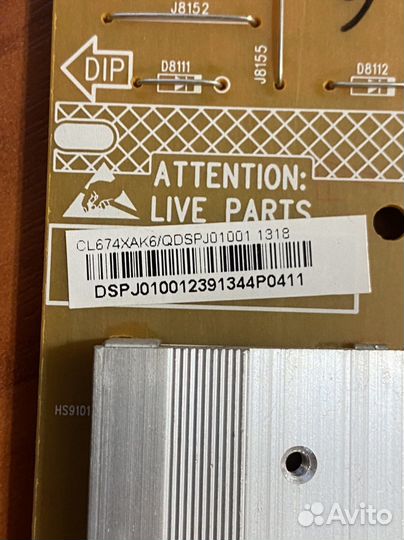 J8152
DIP
D8111
J8155
D8112
ATTENTION:
LIVE PARTS
CL674XAK6/QDSPJ01001 1318
DSPJ010012391344P0411
HS9101
Avito